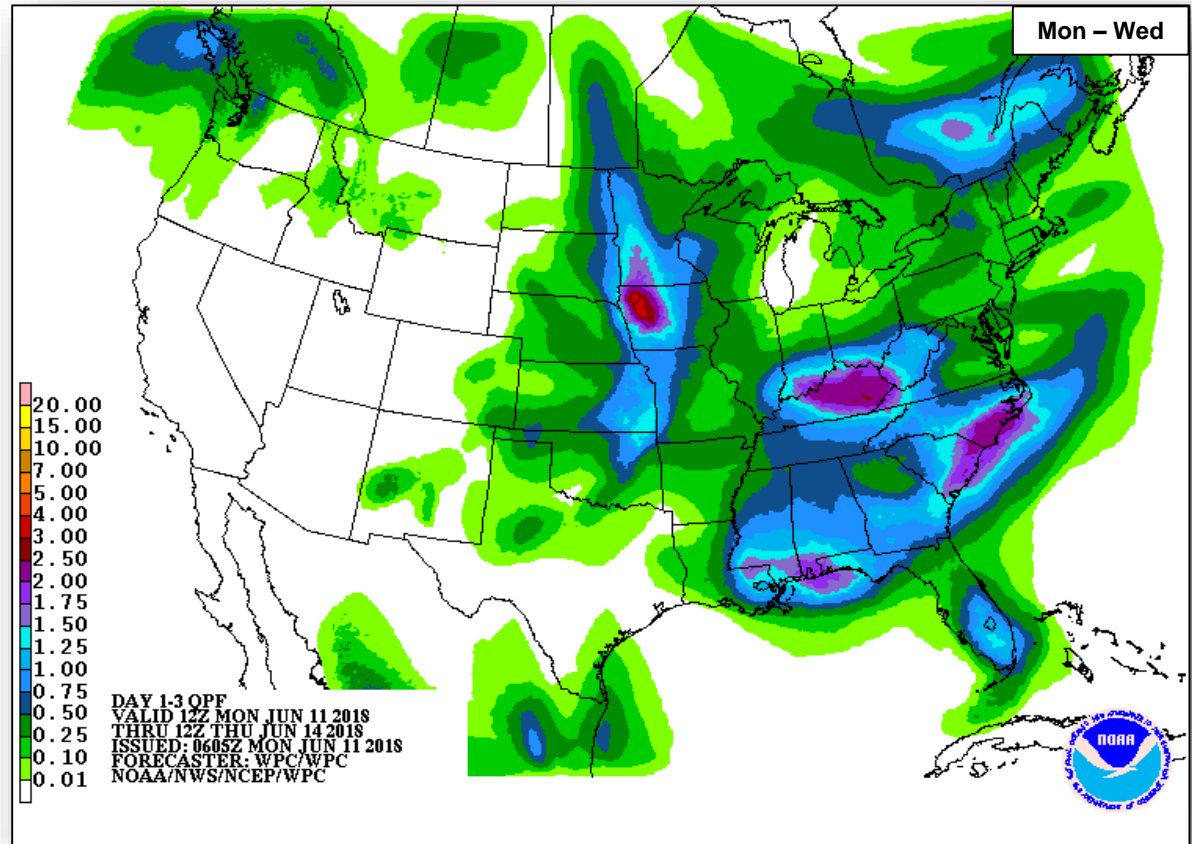 Mon – Wed
20.00
15.00
10.00
7.00
5.00
4.00
3.00
2.50
2.00
1.75
1.50
1.25
1.00
0.75
0.50
0.25
0.10
0.01
DAY 1-3 QPF
VALID 12Z MON JUN 11 2018
THRU 12Z THU JUN 14 2018
ISSUED: 0605Z MON JUN 11 2018
FORECASTER: WPC/WPC
NOAA/NWS/NCEP/WPC
NOAA